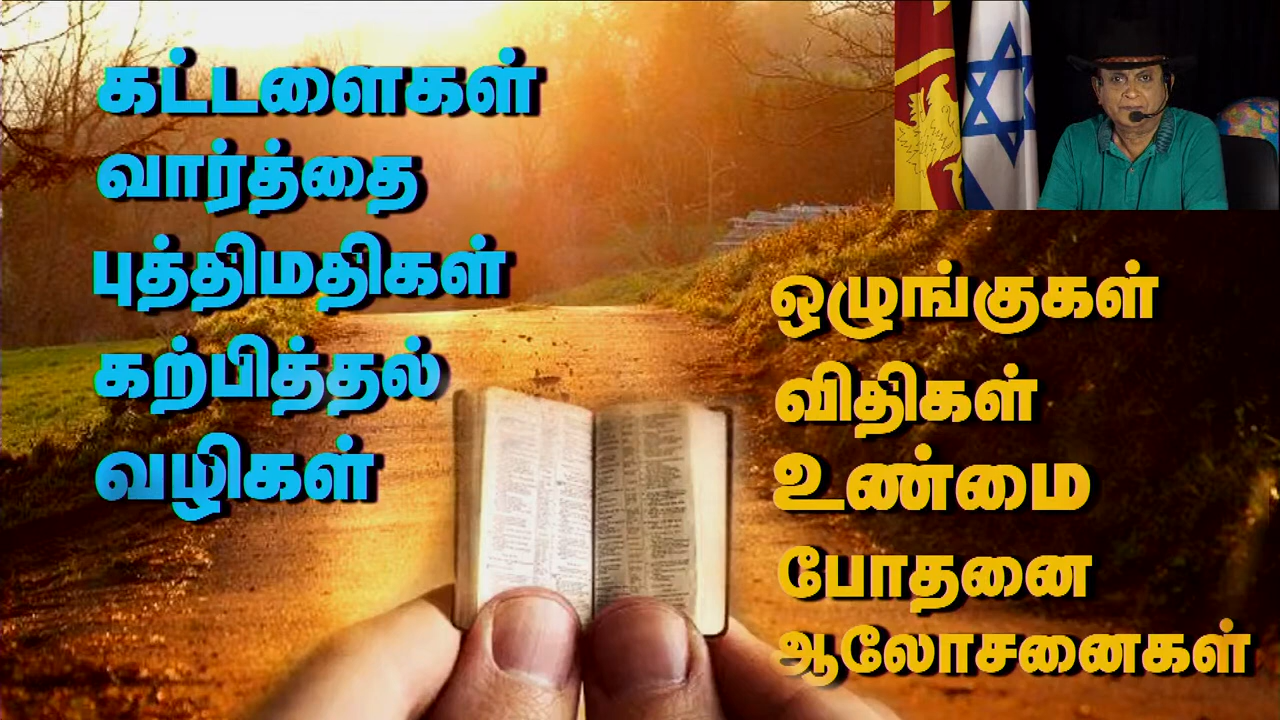 கட்டளைகள்
வார்த்தை
புத்திமதிகள்
கற்பித்தல்
வழிகள்
ஒழுங்குகள்
விதிகள்
உண்மை
போதனை
ஆலோசனைகள்